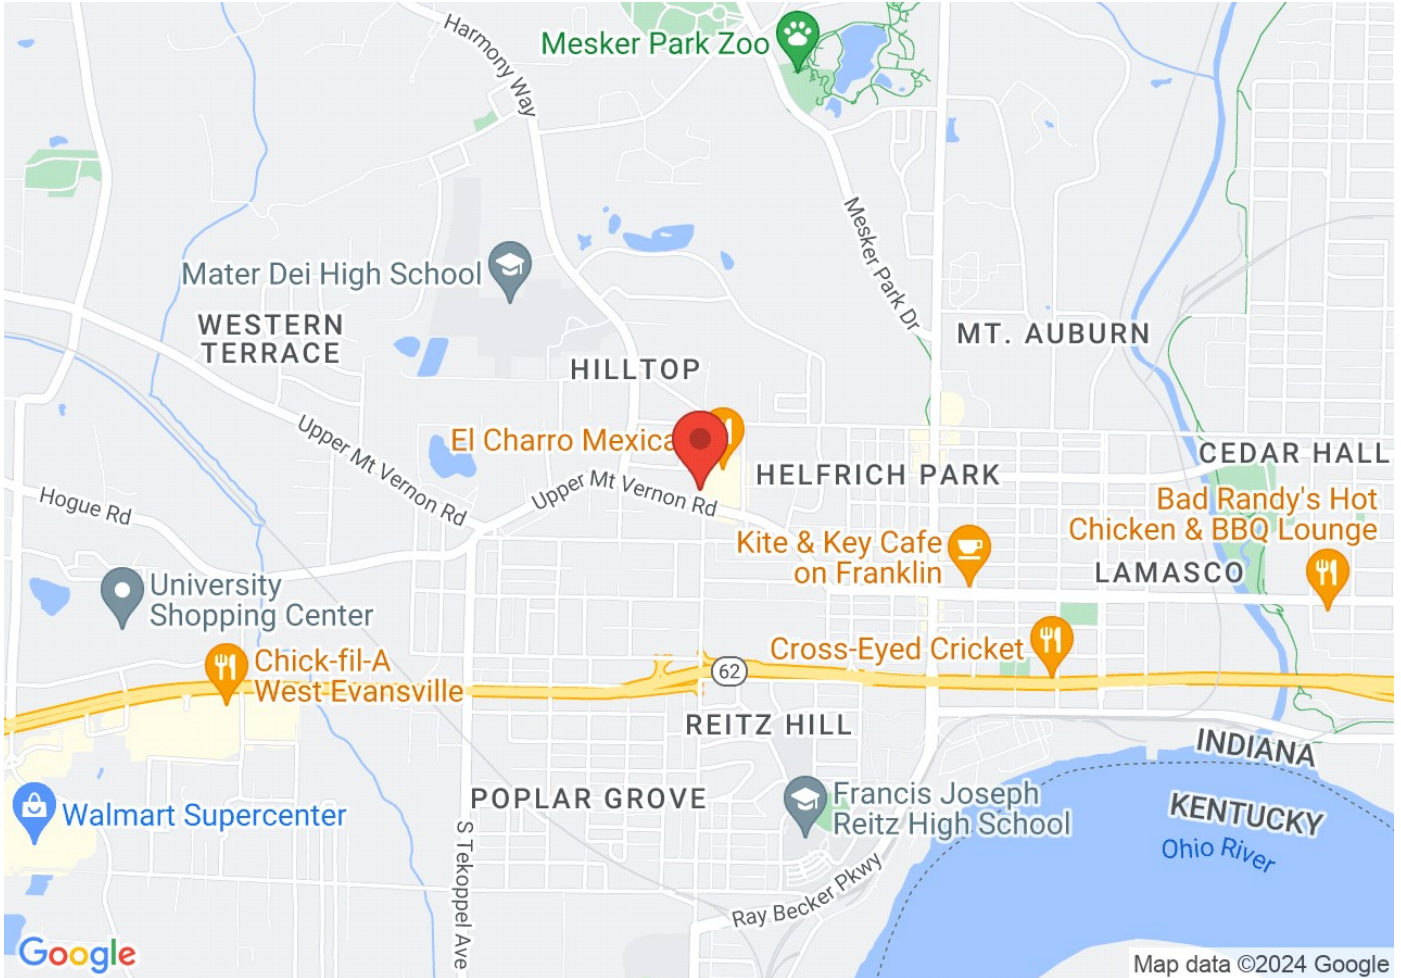 Harmony Way
Mesker Park Zoo
Mesker Park Dr
Mater Dei High School
WESTERN
TERRACE
MT. AUBURN
HILLTOP
El Charro Mexica
Upper Mt Vernon Rd
Upper Mt Vernon Rd
HELFRICH PARK
CEDAR HALL
Hogue Rd
Bad Randy's Hot
Chicken & BBQ Lounge
Kite & Key Cafe
on Franklin
LAMASCO
University
Shopping Center
Cross-Eyed Cricket
Chick-fil-A
West Evansville
62
REITZ HILL
INDIANA
POPLAR GROVE
Francis Joseph
Reitz High School
KENTUCKY
Walmart Supercenter
Ohio River
S Tekoppel Ave
Ray Becker Pkwy
Google
Map data ©2024 Google